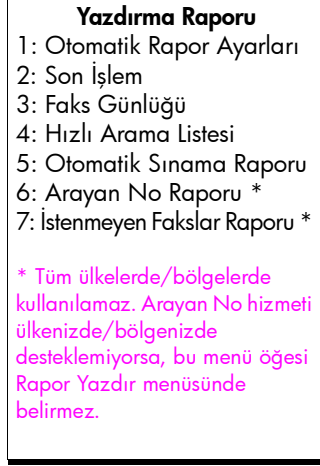 Yazdırma Raporu
1: Otomatik Rapor Ayarları
2: Son İşlem
3: Faks Günlüğü
4: Hızlı Arama Listesi
5: Otomatik Sınama Raporu
6: Arayan No Raporu *
7: İstenmeyen Fakslar Raporu *
* Tüm ülkelerde/bölgelerde
kullanılamaz. Arayan No hizmeti
ülkenizde/bölgenizde
desteklemiyorsa, bu menü öğesi
Rapor Yazdır menüsünde
belirmez.